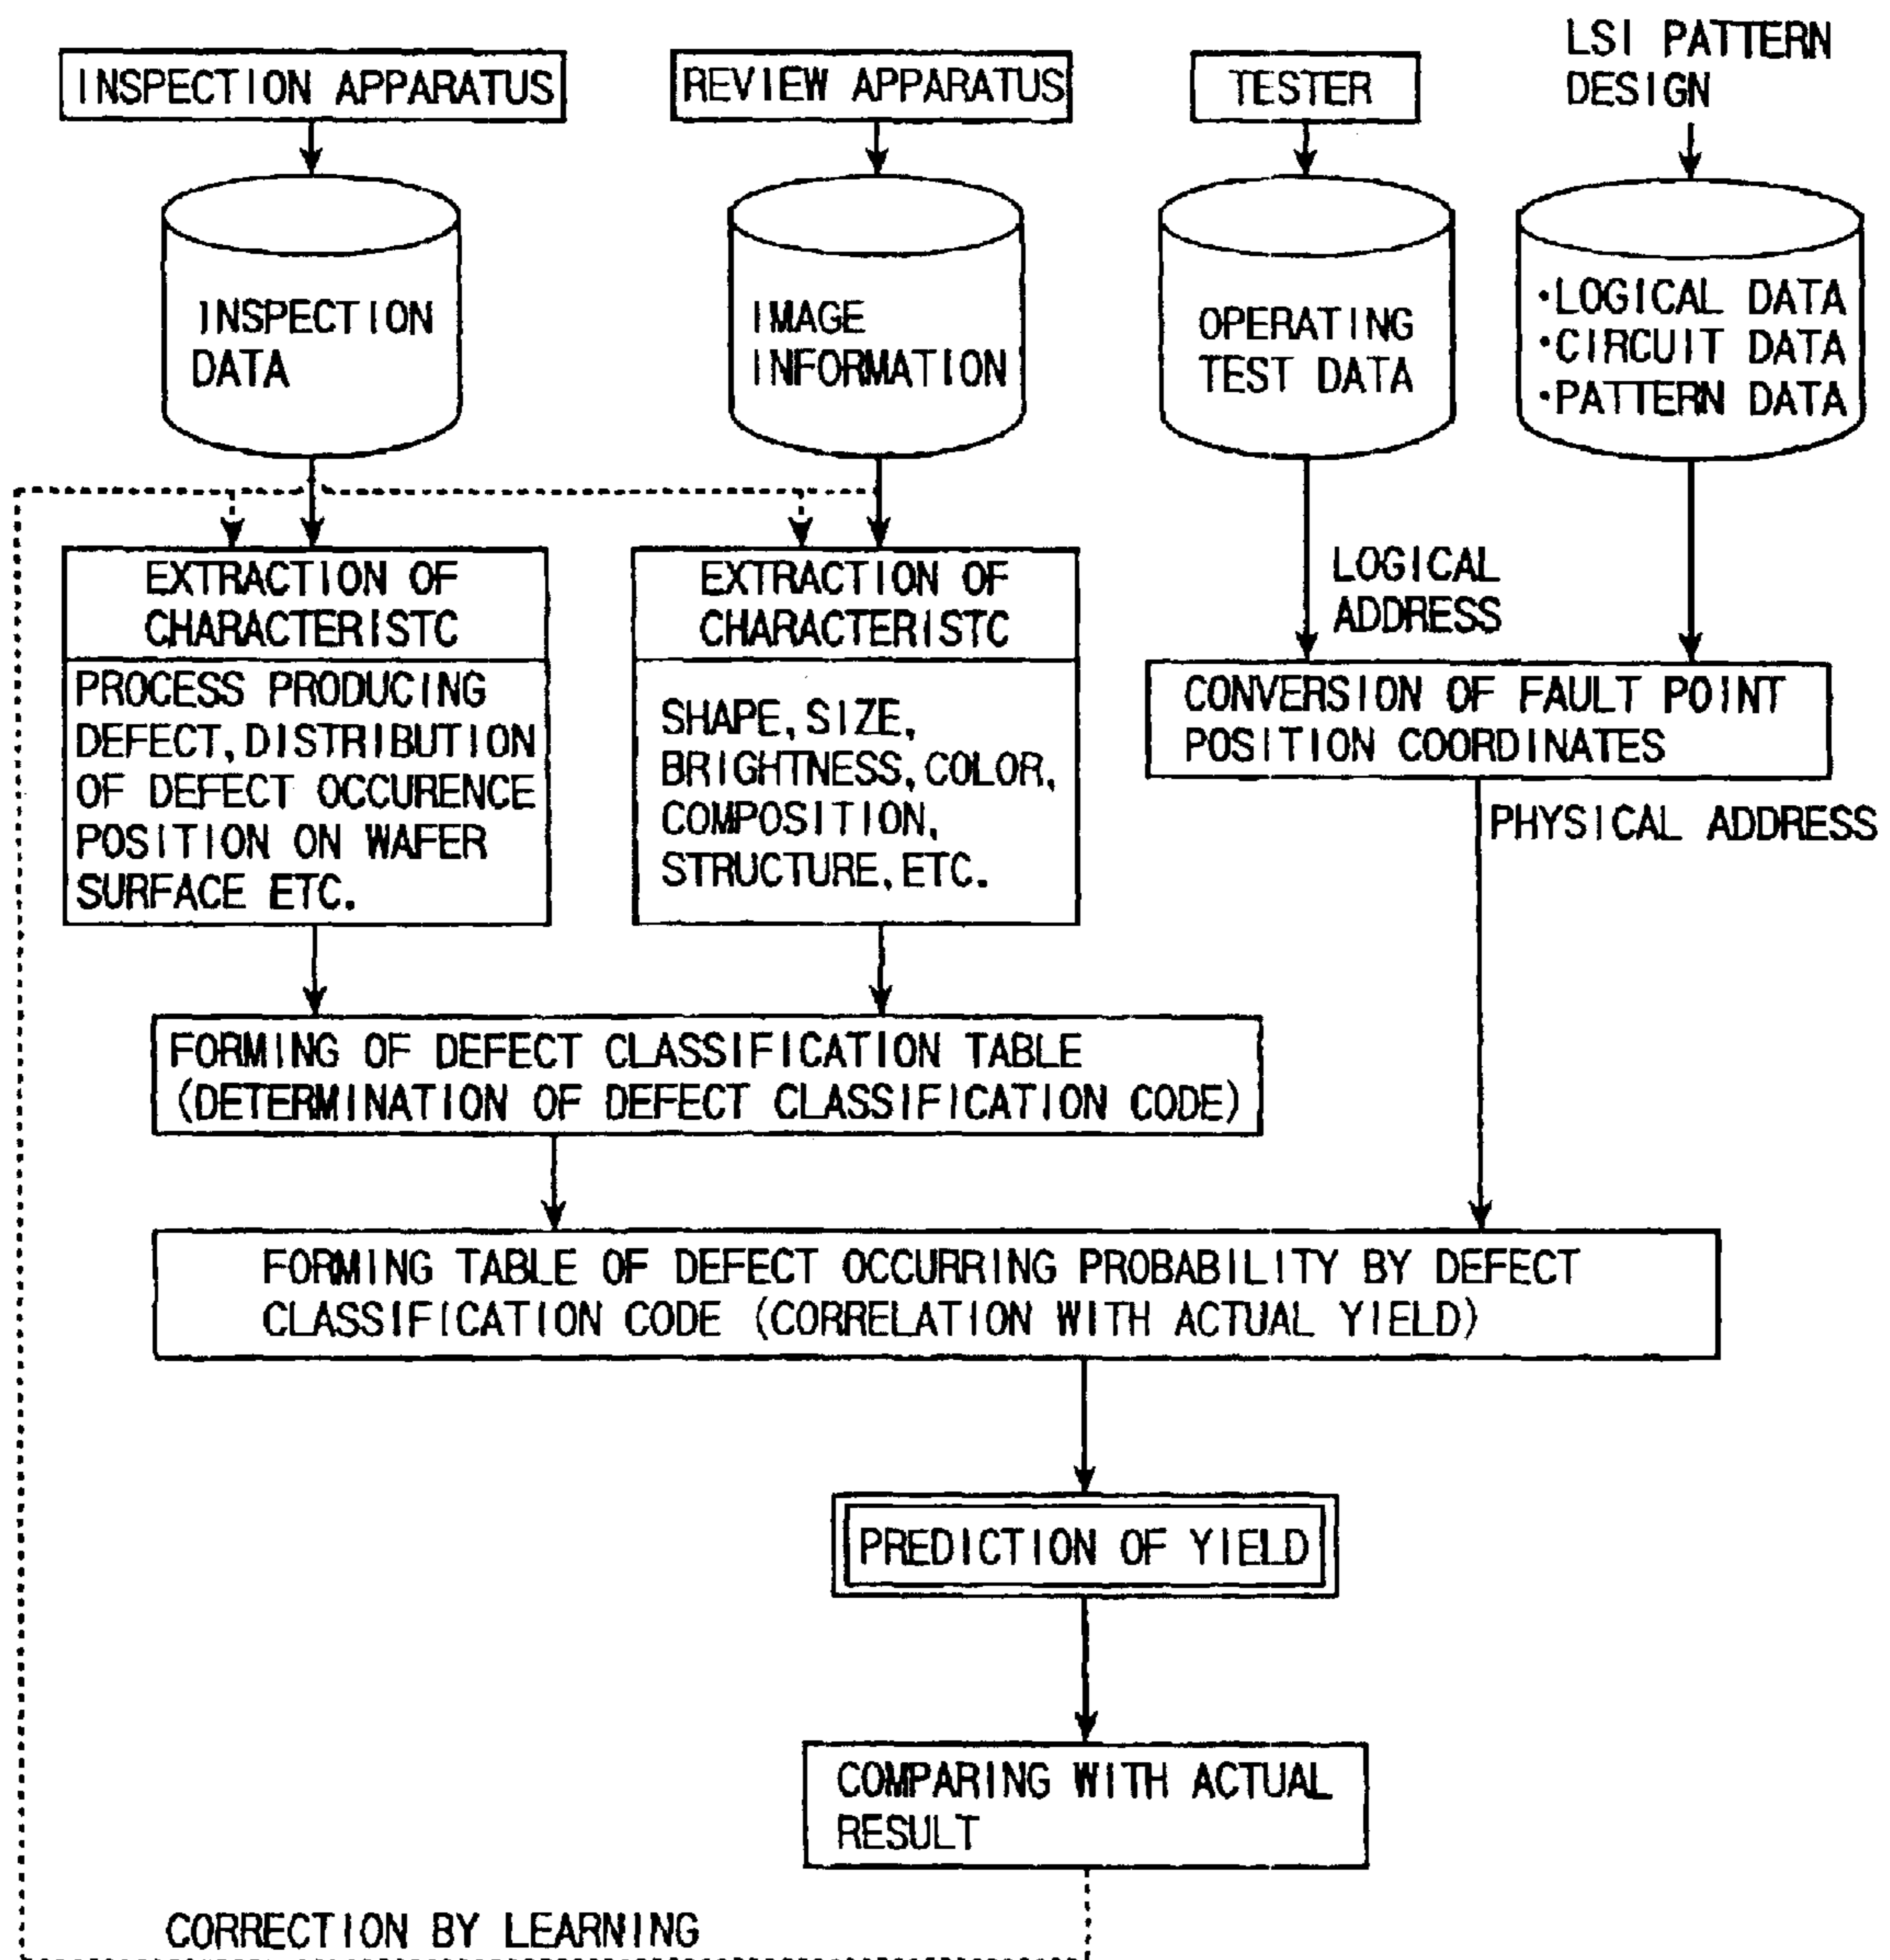 INSPECTION APPARATUS
REVIEW APPARATUS
TESTER
LSI PATTERN
DESIGN
INSPECTION
DATA
IMAGE
INFORMATION
OPERATING
TEST DATA
·LOGICAL DATA
·CIRCUIT DATA
·PATTERN DATA
EXTRACTION OF
CHARACTERISTC
PROCESS PRODUCING
DEFECT, DISTRIBUTION
OF DEFECT OCCURENCE
POSITION ON WAFER
SURFACE ETC.
EXTRACTION OF
CHARACTERISTC
SHAPE, SIZE,
BRIGHTNESS, COLOR,
COMPOSITION,
STRUCTURE, ETC.
LOGICAL
ADDRESS
CONVERSION OF FAULT POINT
POSITION COORDINATES
PHYSICAL ADDRESS
FORMING OF DEFECT CLASSIFICATION TABLE
(DETERMINATION OF DEFECT CLASSIFICATION CODE)
FORMING TABLE OF DEFECT OCCURRING PROBABILITY BY DEFECT
CLASSIFICATION CODE (CORRELATION WITH ACTUAL YIELD)
PREDICTION OF YIELD
COMPARING WITH ACTUAL
RESULT
CORRECTION BY LEARNING